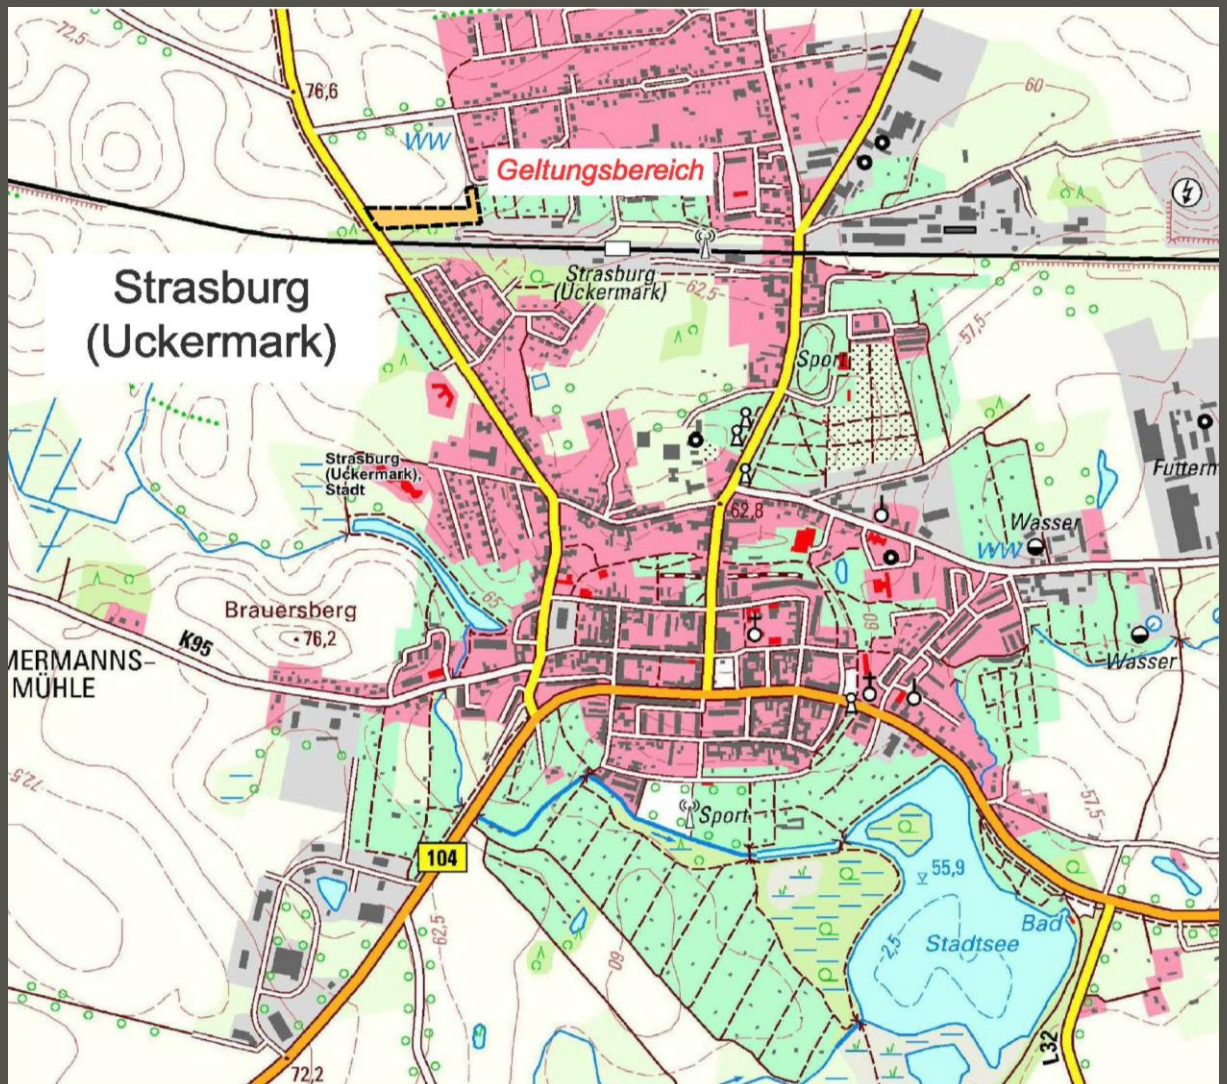 72,5
76,6
60
WW
Geltungsbereich
Strasburg
(Uckermark)
Strasburg
(Uckermark)
62,5
57,5
Sport
Strasburg
(Uckermark),
Stadt
Futterm
62,8
Wasser
WW
65
Brauersberg
76,2
60
K95
MERMANNS-
MÜHLE
Wasser
72,5
57,5
Sport
104
55,9
Bad
62,5
2,5
Stadtsee
60
L32
72,2